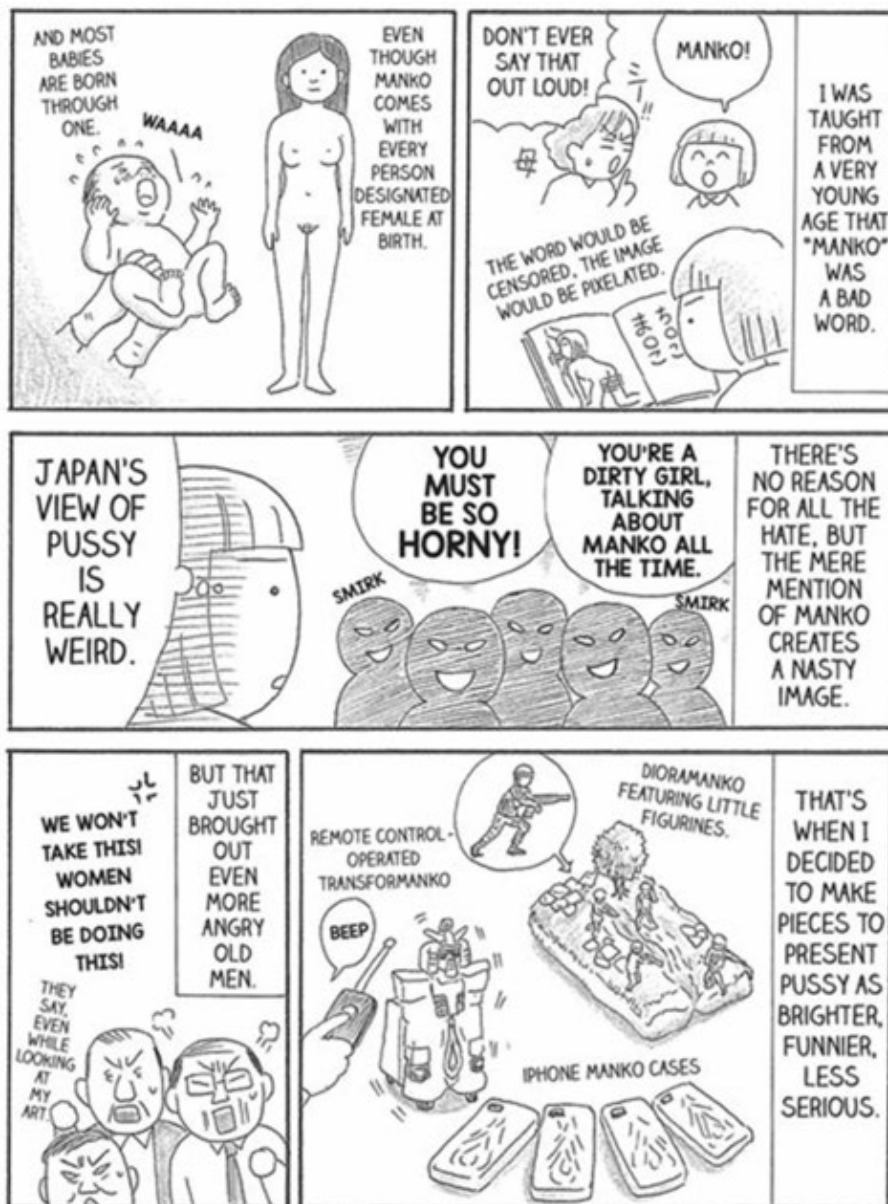 I WAS
TAUGHT
FROM
A VERY
YOUNG
AGE THAT
"MANKO"
WAS
A BAD
WORD.
MANKO!
DON'T EVER
SAY THAT
OUT LOUD!
!!
母
THE WORD WOULD BE
CENSORED, THE IMAGE
WOULD BE PIXELATED.
EVEN
THOUGH
MANKO
COMES
WITH
EVERY
PERSON
DESIGNATED
FEMALE AT
BIRTH.
AND MOST
BABIES
ARE BORN
THROUGH
ONE.
WAAAA
THERE'S
NO REASON
FOR ALL THE
HATE, BUT
THE MERE
MENTION
OF MANKO
CREATES
A NASTY
IMAGE.
YOU'RE A
DIRTY GIRL,
TALKING
ABOUT
MANKO ALL
THE TIME.
SMIRK
YOU
MUST
BE SO
HORNY!
SMIRK
JAPAN'S
VIEW OF
PUSSY
IS
REALLY
WEIRD.
THAT'S
WHEN I
DECIDED
TO MAKE
PIECES TO
PRESENT
PUSSY AS
BRIGHTER,
FUNNIER,
LESS
SERIOUS.
DIORAMANKO
FEATURING LITTLE
FIGURINES.
REMOTE CONTROL-
OPERATED
TRANSFORMANKO
BEEP
IPHONE MANKO CASES
BUT THAT
JUST
BROUGHT
OUT
EVEN
MORE
ANGRY
OLD
MEN.
WE WON'T
TAKE THIS!
WOMEN
SHOULDN'T
BE DOING
THIS!
THEY
SAY,
EVEN
WHILE
LOOKING
AT
MY
ART.